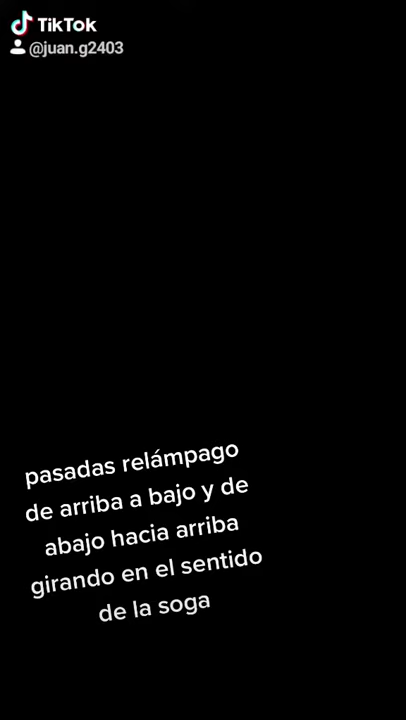 TikTok
@juan.g2403
pasadas relámpago
de arriba a bajo y de
abajo hacia arriba
girando en el sentido
de la soga